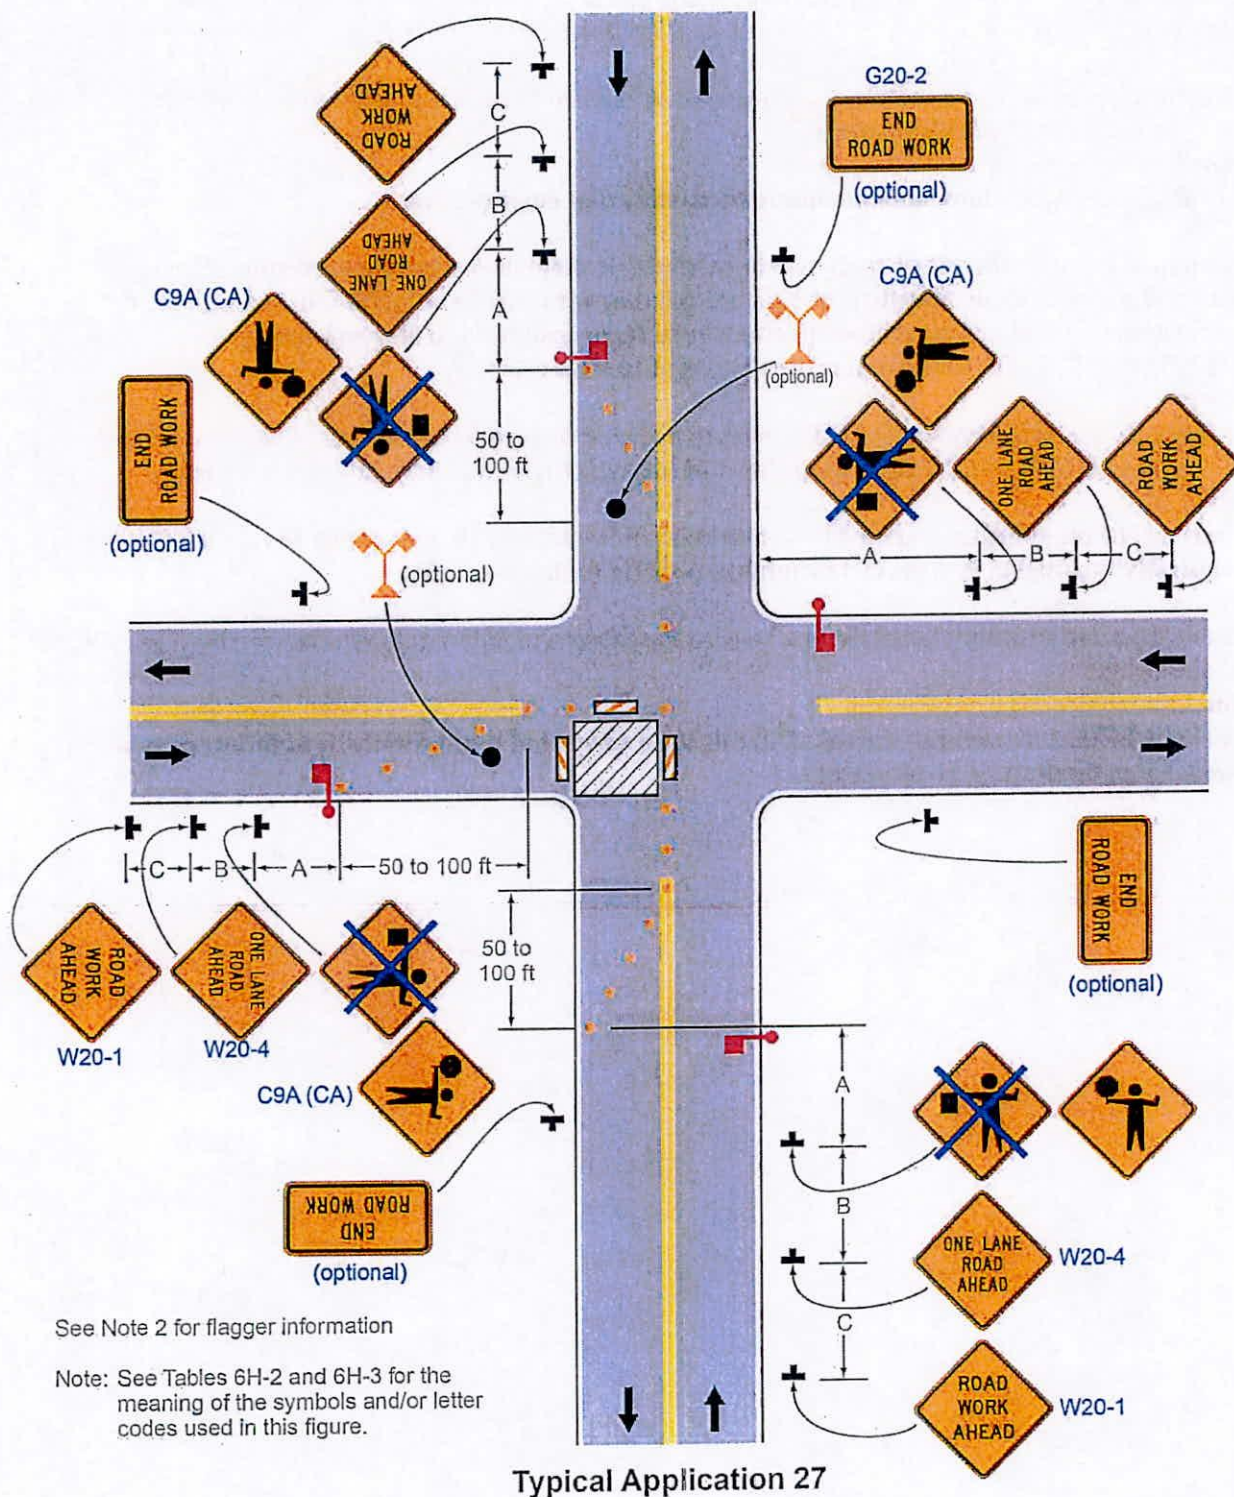 ROAD
WORK
AHEAD
C
G20-2
END
ROAD WORK
(optional)
B
ONE LANE
ROAD
AHEAD
A
C9A (CA)
C9A (CA)
(optional)
END
ROAD WORK
(optional)
50 to
100 ft
(optional)
ONE LANE
ROAD
AHEAD
ROAD
WORK
AHEAD
A
B
C
C
B
A
50 to 100 ft
END
ROAD WORK
(optional)
ROAD
WORK
AHEAD
W20-1
ONE LANE
ROAD
AHEAD
W20-4
C9A (CA)
50 to
100 ft
A
B
C
END
ROAD WORK
(optional)
ONE LANE
ROAD
AHEAD
W20-4
ROAD
WORK
AHEAD
W20-1
See Note 2 for flagger information
Note: See Tables 6H-2 and 6H-3 for the
meaning of the symbols and/or letter
codes used in this figure.
Typical Application 27